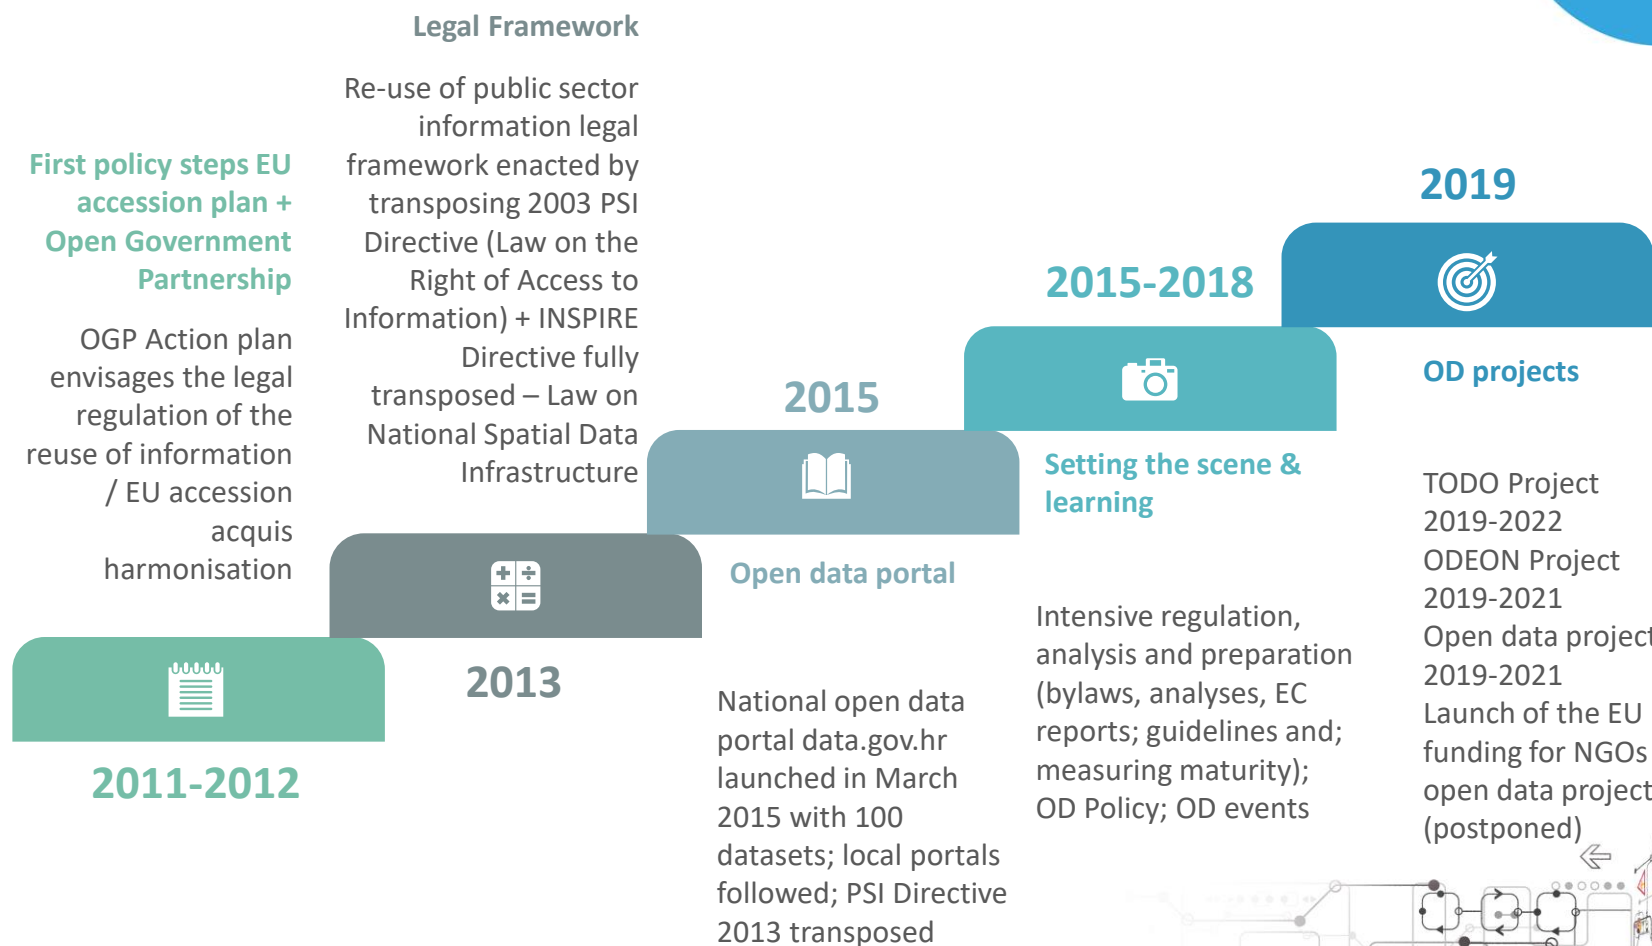 First policy steps EU
accession plan +
Open Government
Partnership
OGP Action plan
envisages the legal
regulation of the
reuse of information
/ EU accession
acquis
harmonisation
2011-2012
Legal Framework
Re-use of public sector
information legal
framework enacted by
transposing 2003 PSI
Directive (Law on the
Right of Access to
Information) + INSPIRE
Directive fully
transposed – Law on
National Spatial Data
Infrastructure
2013
2015
Open data portal
National open data
portal data.gov.hr
launched in March
2015 with 100
datasets; local portals
followed; PSI Directive
2013 transposed
2015-2018
Setting the scene &
learning
Intensive regulation,
analysis and preparation
(bylaws, analyses, EC
reports; guidelines and;
measuring maturity);
OD Policy; OD events
2019
OD projects
TODO Project
2019-2022
ODEON Project
2019-2021
Open data project
2019-2021
Launch of the EU
funding for NGOs
open data project
(postponed)